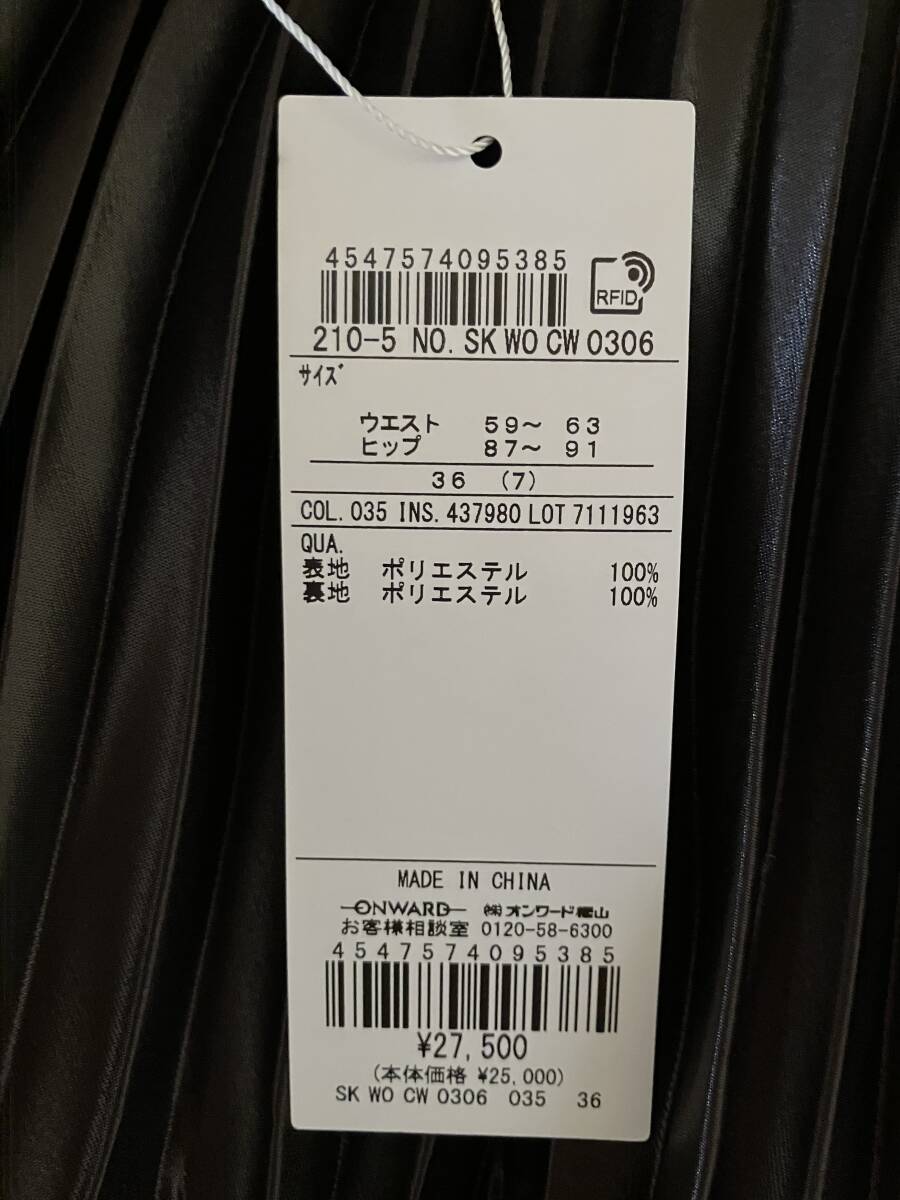 4547574095385
RFID
210-5 NO. SK WO CW 0306
サイズ
ウエスト 59～ 63
ヒップ 87～ 91
36 (7)
COL. 035 INS. 437980 LOT 7111963
QUA.
表地 ポリエステル 100%
裏地 ポリエステル 100%
MADE IN CHINA
ONWARD ㈱オンワード樫山
お客様相談室 0120-58-6300
4547574095385
¥27,500
(本体価格 ¥25,000)
SK WO CW 0306 035 36